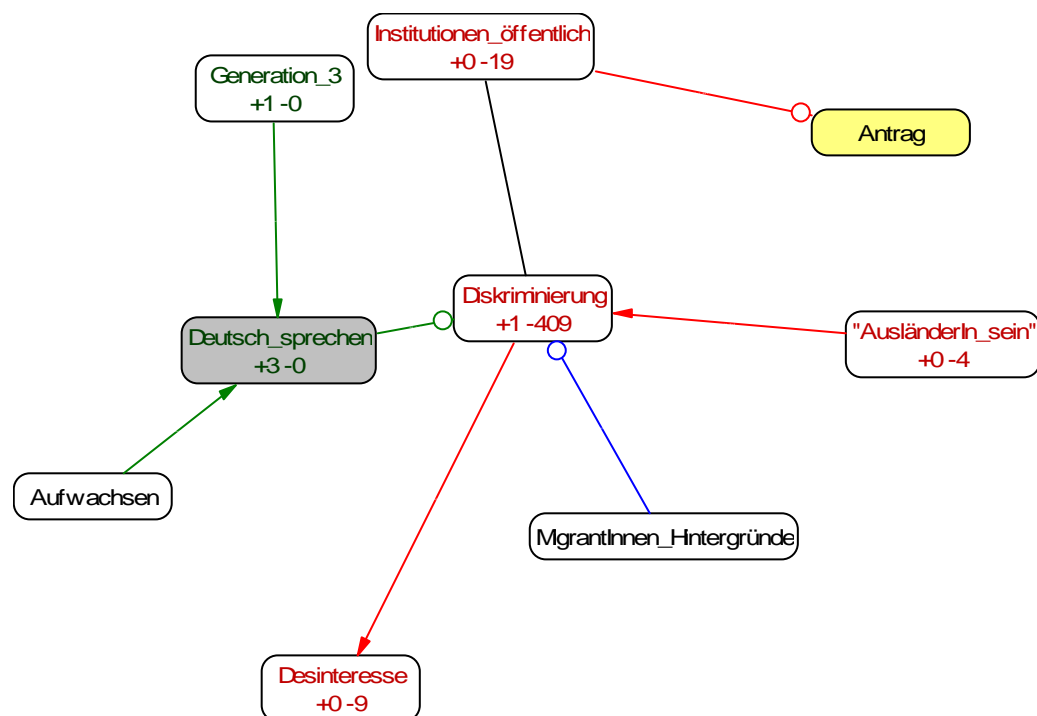 Institutionen_öffentlich
+0 -19
Generation_3
+1 -0
Antrag
Diskriminierung
+1 -409
Deutsch_sprechen
+3 -0
"AusländerIn_sein"
+0 -4
Aufwachsen
MigrantInnen_Hintergründe
Desinteresse
+0 -9